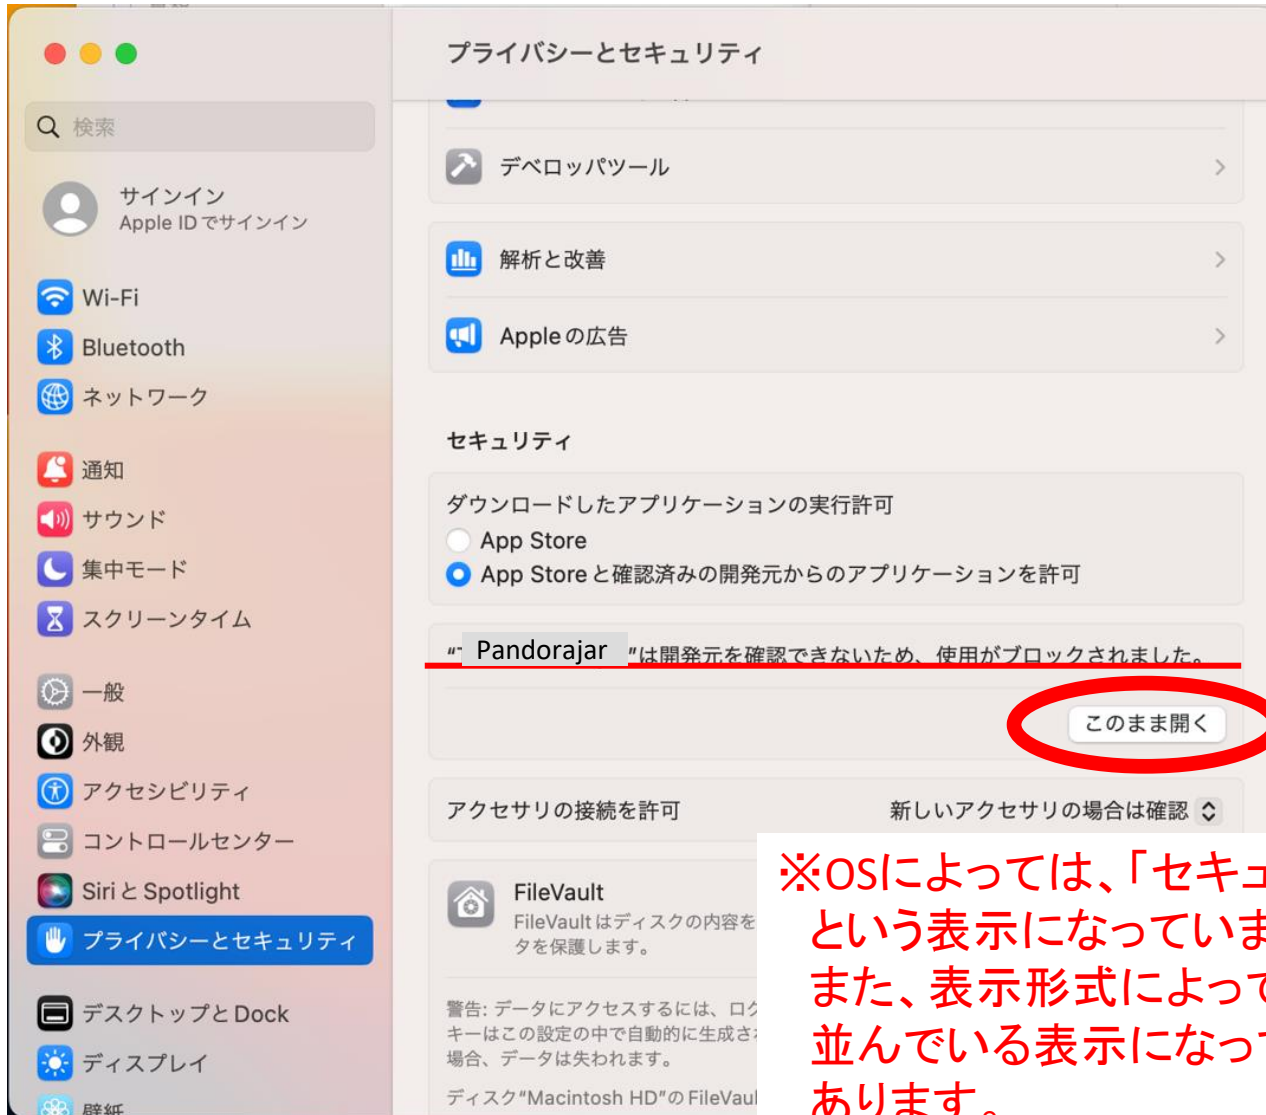 プライバシーとセキュリティ
検索
サインイン
Apple IDでサインイン
Wi-Fi
Bluetooth
ネットワーク
通知
サウンド
集中モード
スクリーンタイム
一般
外観
アクセシビリティ
コントロールセンター
SiriとSpotlight
プライバシーとセキュリティ
デスクトップとDock
ディスプレイ
壁紙
デベロッパツール
解析と改善
Appleの広告
セキュリティ
ダウンロードしたアプリケーションの実行許可
App Store
App Storeと確認済みの開発元からのアプリケーションを許可
" Pandorajar "は開発元を確認できないため、使用がブロックされました。
このまま開く
アクセサリの接続を許可 新しいアクセサリの場合は確認
FileVault
FileVaultはディスクの内容を
タを保護します。
警告: データにアクセスするには、ログ
キーはこの設定の中で自動的に生成さ
場合、データは失われます。
ディスク"Macintosh HD"のFileVaul
※OSによっては、「セキュ
という表示になっていま
また、表示形式によって
並んでいる表示になって
あります。